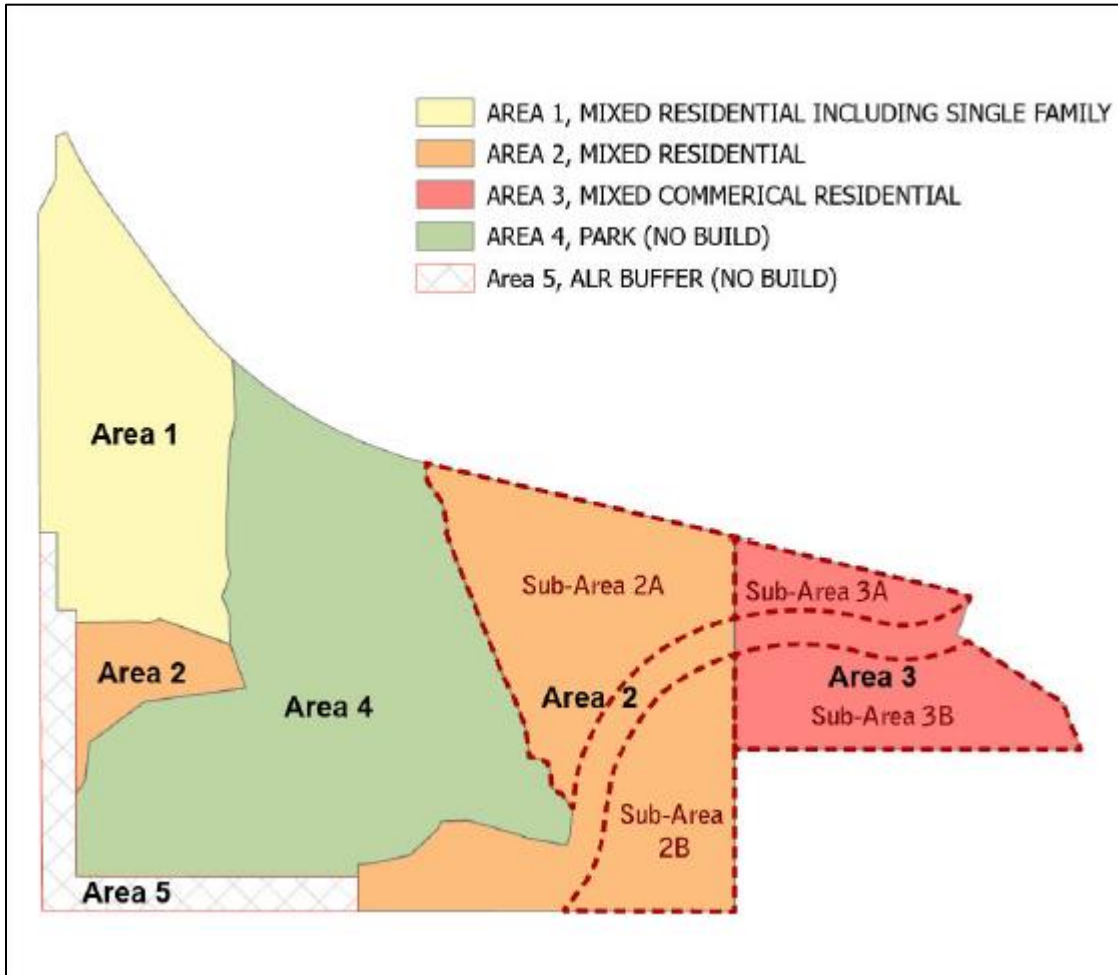 AREA 1, MIXED RESIDENTIAL INCLUDING SINGLE FAMILY
AREA 2, MIXED RESIDENTIAL
AREA 3, MIXED COMMERICAL RESIDENTIAL
AREA 4, PARK (NO BUILD)
Area 5, ALR BUFFER (NO BUILD)
Area 1
Sub-Area 2A
Sub-Area 3A
Area 2
Area 4
Area 2
Area 3
Sub-Area 3B
Sub-Area
2B
Area 5